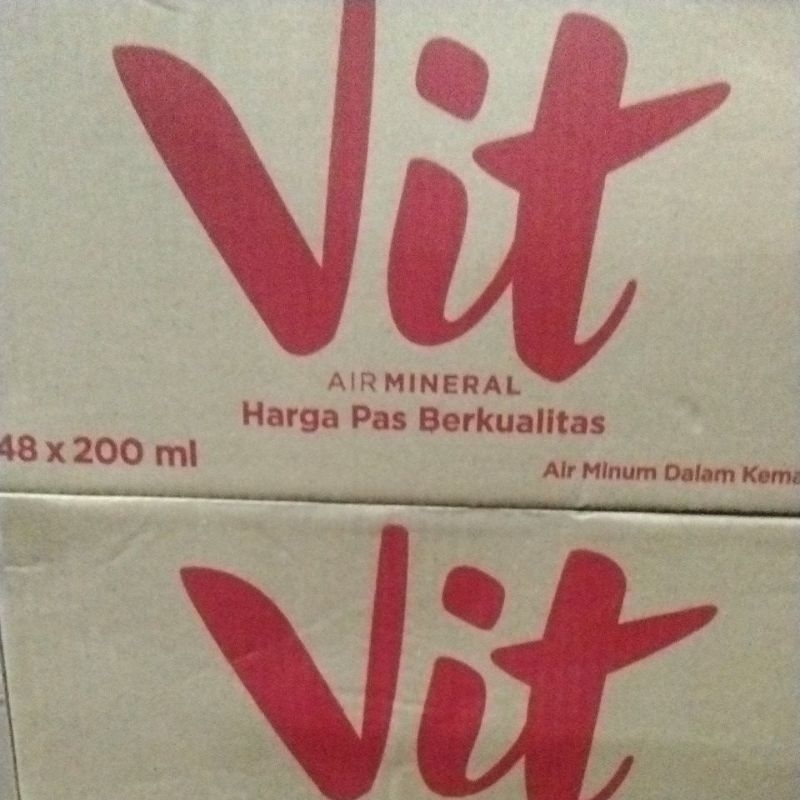 Vit
AIR MINERAL
Harga Pas Berkualitas
48 x 200 ml
Air Minum Dalam Kema
Vit